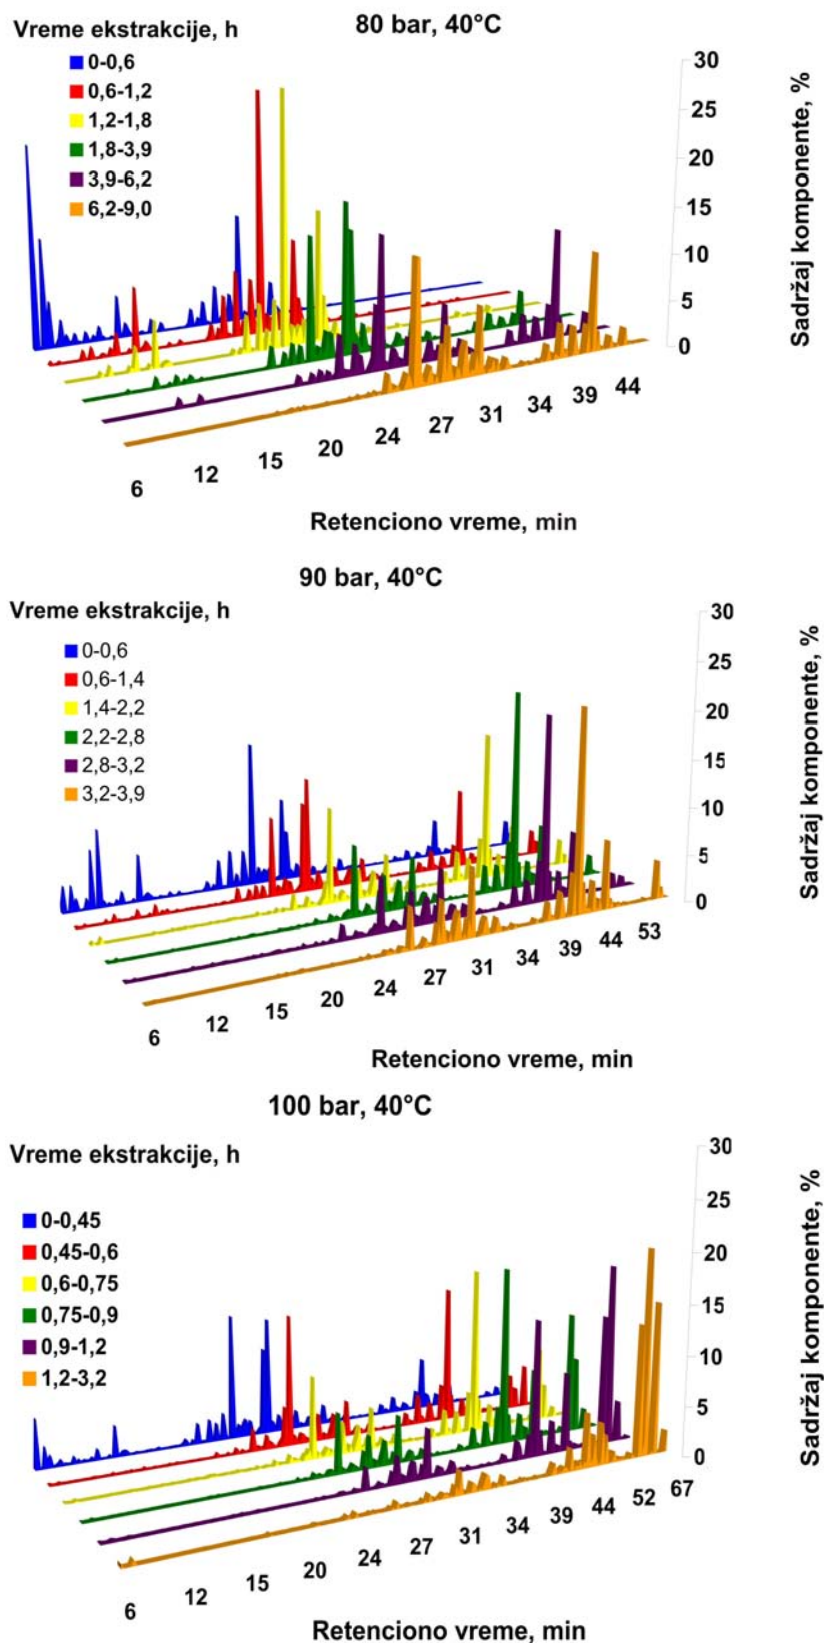 80 bar, 40°C
Vreme ekstrakcije, h
0-0,6
0,6-1,2
1,2-1,8
1,8-3,9
3,9-6,2
6,2-9,0
30
25
20
15
10
5
0
Sadržaj komponente, %
6 12 15 20 24 27 31 34 39 44
Retenciono vreme, min
90 bar, 40°C
Vreme ekstrakcije, h
0-0,6
0,6-1,4
1,4-2,2
2,2-2,8
2,8-3,2
3,2-3,9
30
25
20
15
10
5
0
Sadržaj komponente, %
6 12 15 20 24 27 31 34 39 44 53
Retenciono vreme, min
100 bar, 40°C
Vreme ekstrakcije, h
0-0,45
0,45-0,6
0,6-0,75
0,75-0,9
0,9-1,2
1,2-3,2
30
25
20
15
10
5
0
Sadržaj komponente, %
6 12 15 20 24 27 31 34 39 44 52 67
Retenciono vreme, min